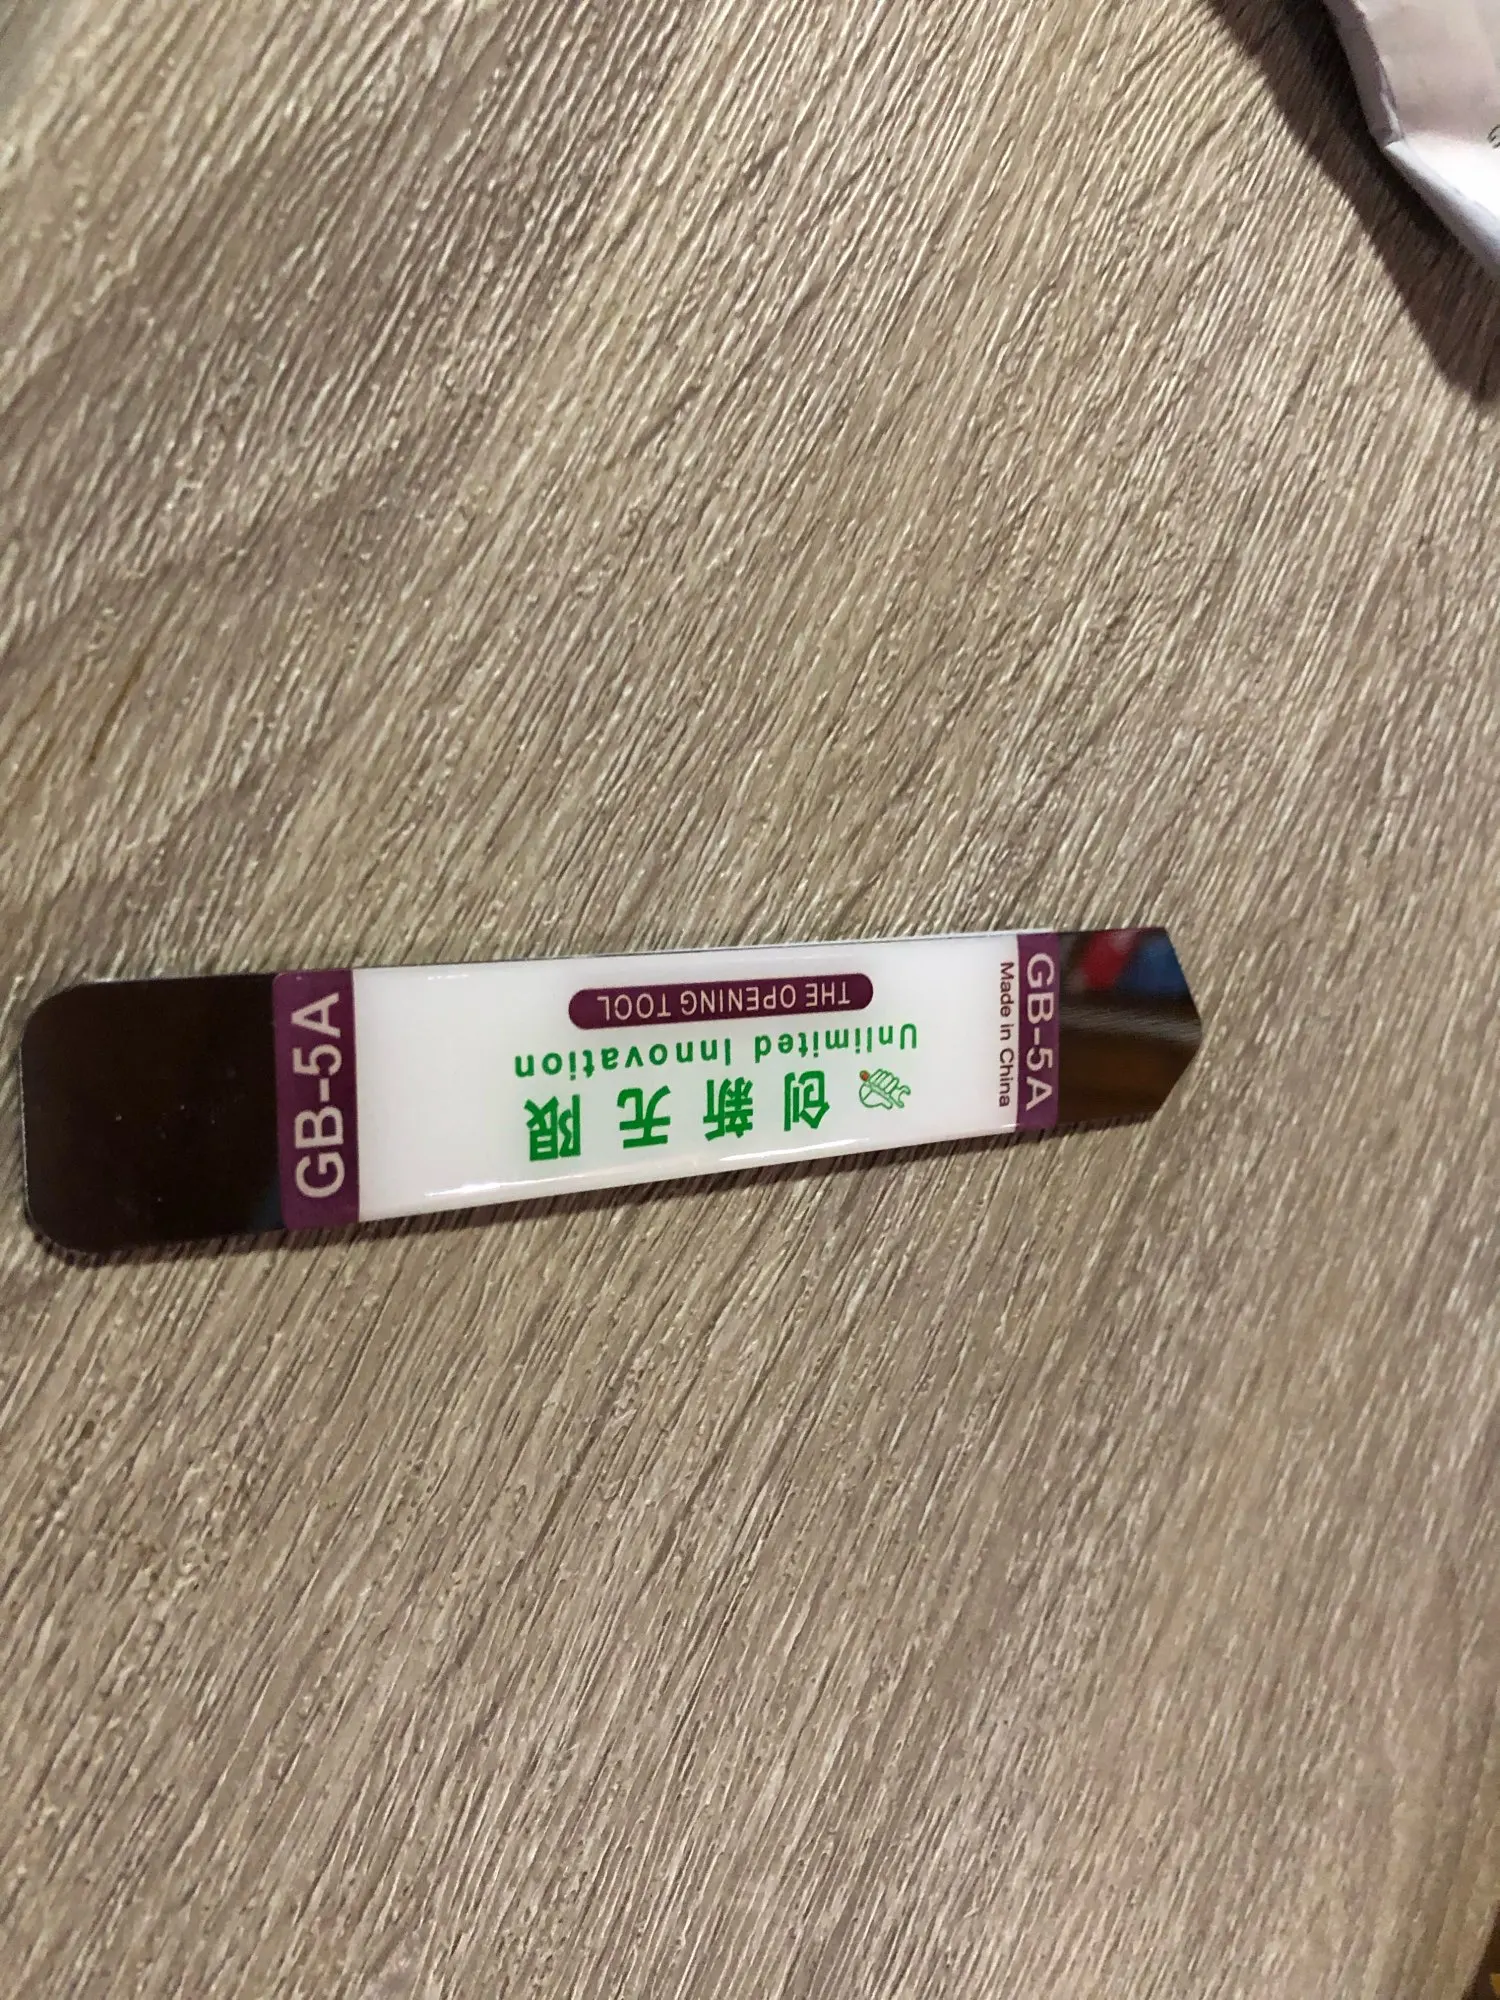 GB-5A
创新无限
Unlimited Innovation
THE OPENING TOOL
Made in China
GB-5A